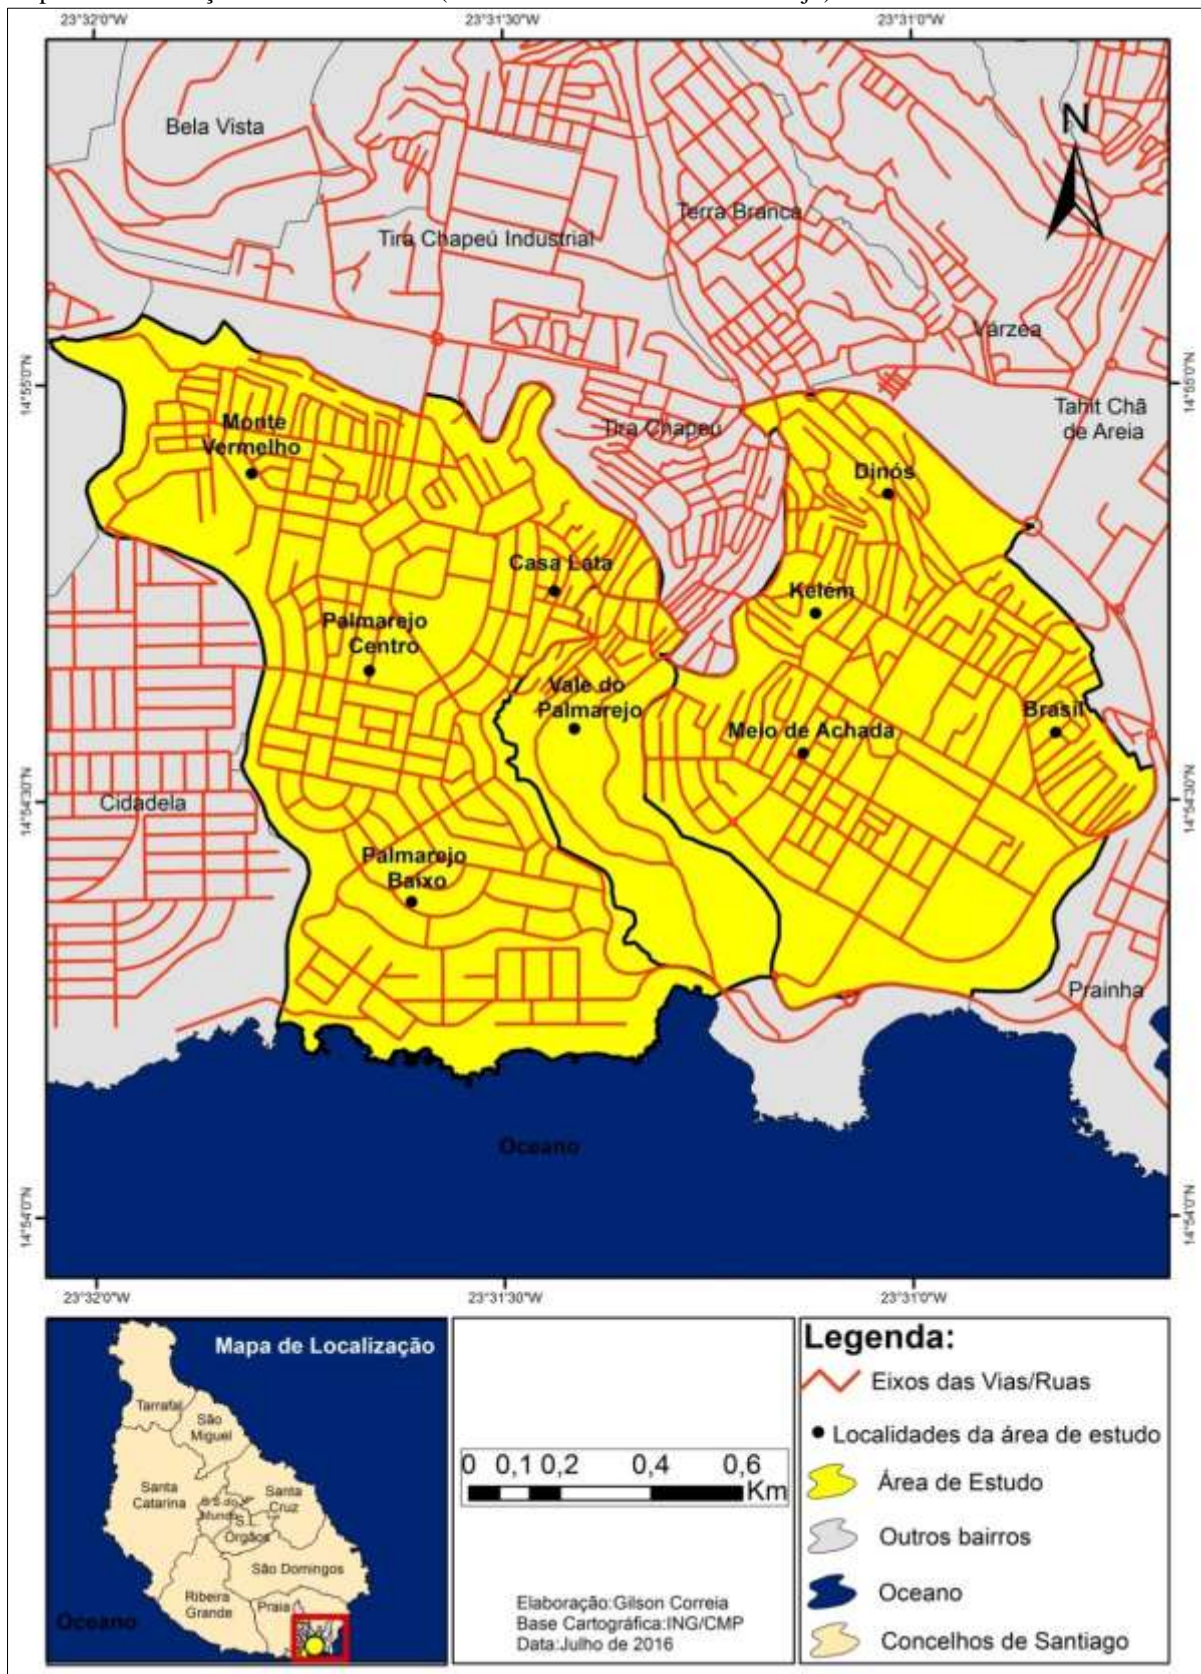 23°32'0"W
23°31'30"W
23°31'0"W
N
Bela Vista
Terra Branca
Tira Chapeú Industrial
Várzea
14°55'0"N
14°55'0"N
Tahit Chã
de Areia
Monte
Vermelho
Tira Chapeú
Dinós
Casa Lata
Kelém
Palmarejo
Centro
Vale do
Palmarejo
Brasil
Meio de Achada
14°54'30"N
14°54'30"N
Cidadela
Palmarejo
Baixo
Prainha
Oceano
14°54'0"N
14°54'0"N
23°32'0"W
23°31'30"W
23°31'0"W
Mapa de Localização
Tarrafal
São
Miguel
Santa
Catarina
Santa
Cruz
S.S.do
Mundo
S.L.
Órgãos
São Domingos
Ribeira
Grande
Praia
Oceano
0 0,1 0,2 0,4 0,6
Km
Elaboração:Gilson Correia
Base Cartográfica:ING/CMP
Data:Julho de 2016
Legenda:
Eixos das Vias/Ruas
Localidades da área de estudo
Área de Estudo
Outros bairros
Oceano
Concelhos de Santiago